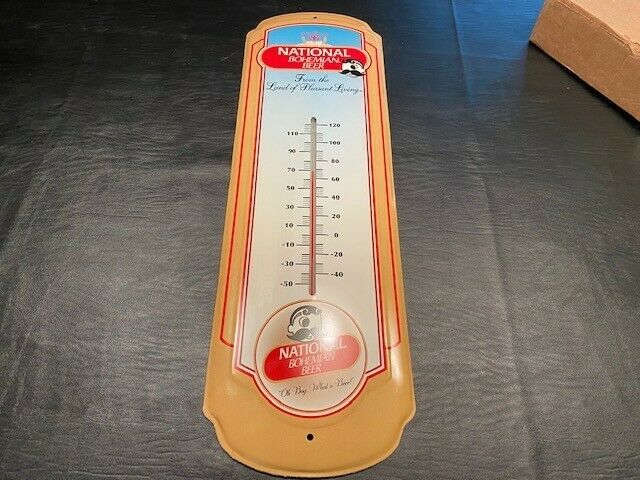 NATIONAL
BOHEMIAN
BEER
From the
Land of Pleasant Living
120
110
100
90
80
70
60
50
40
30
20
10
0
-10
-20
-30
-40
-50
NATIONAL
BOHEMIAN
BEER
"Oh Boy, What a Beer!"